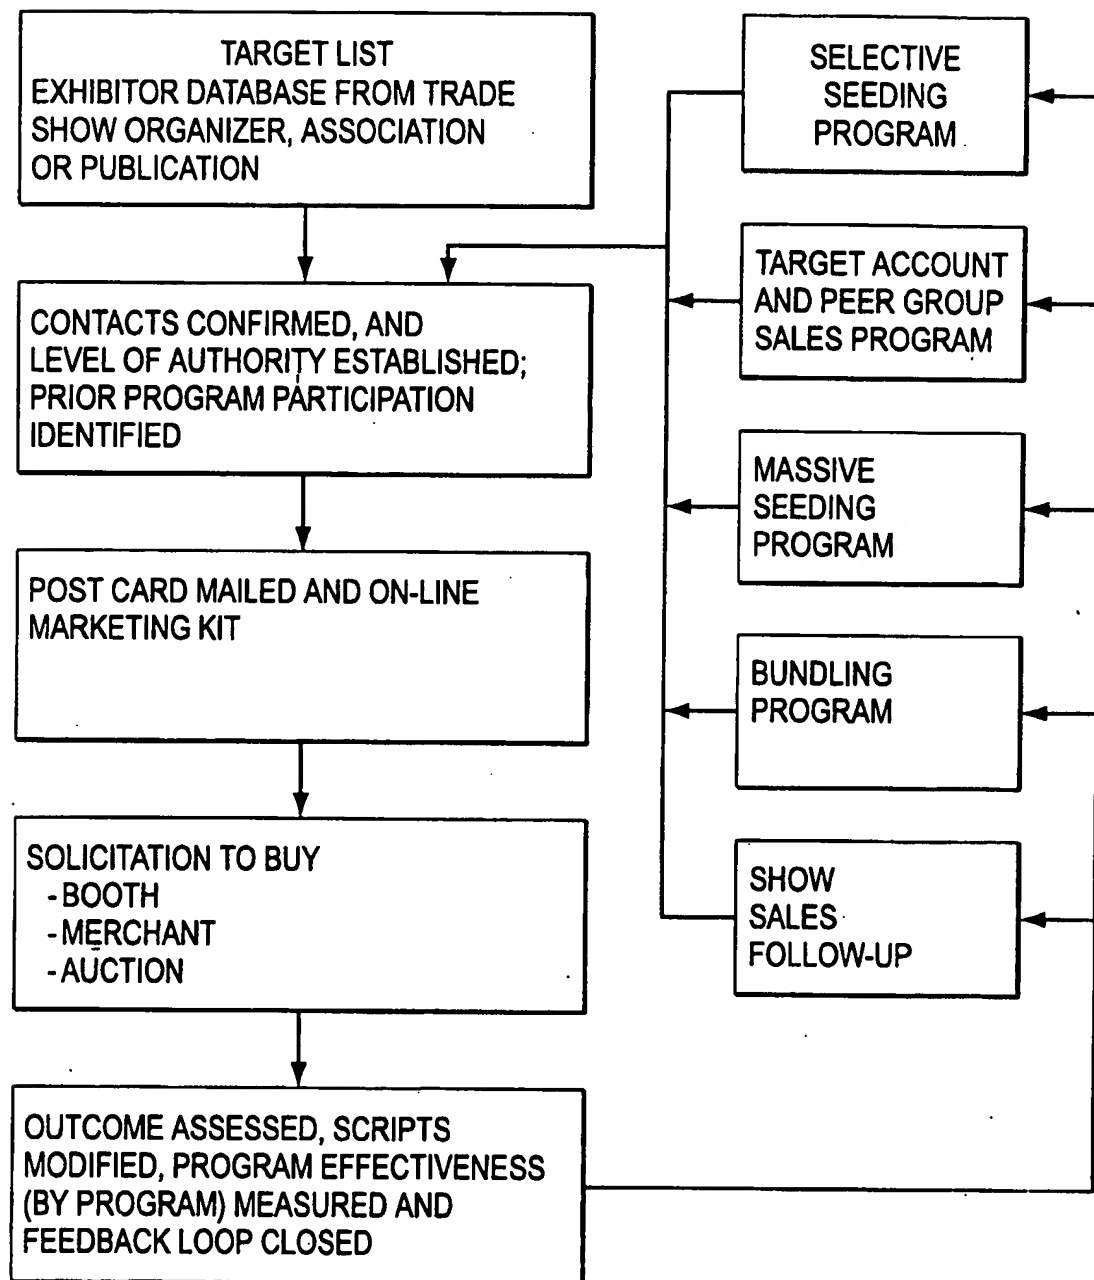 TARGET LIST
EXHIBITOR DATABASE FROM TRADE
SHOW ORGANIZER, ASSOCIATION
OR PUBLICATION
CONTACTS CONFIRMED, AND
LEVEL OF AUTHORITY ESTABLISHED;
PRIOR PROGRAM PARTICIPATION
IDENTIFIED
POST CARD MAILED AND ON-LINE
MARKETING KIT
SOLICITATION TO BUY
- BOOTH
- MERCHANT
- AUCTION
OUTCOME ASSESSED, SCRIPTS
MODIFIED, PROGRAM EFFECTIVENESS
(BY PROGRAM) MEASURED AND
FEEDBACK LOOP CLOSED
SELECTIVE
SEEDING
PROGRAM
TARGET ACCOUNT
AND PEER GROUP
SALES PROGRAM
MASSIVE
SEEDING
PROGRAM
BUNDLING
PROGRAM
SHOW
SALES
FOLLOW-UP